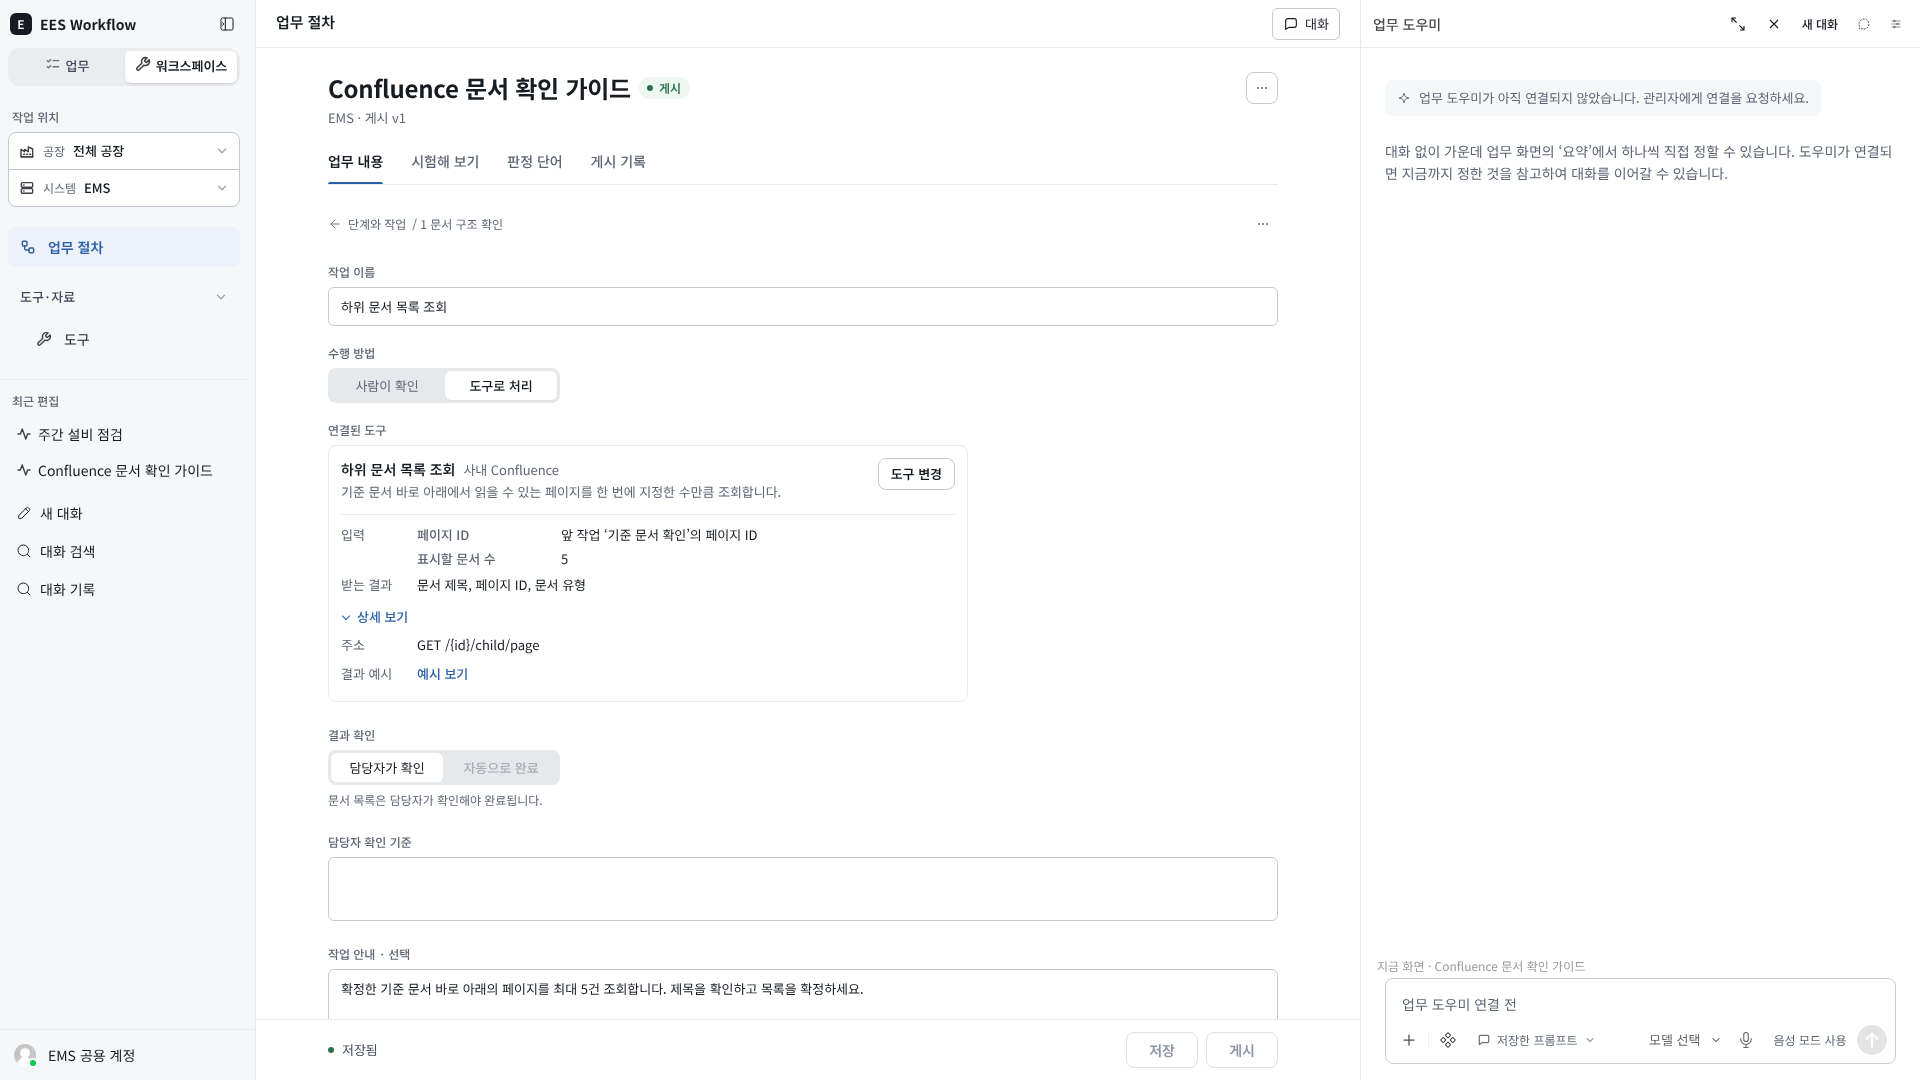 E EES Workflow
업무
워크스페이스
작업 위치
공장 전체 공장
시스템 EMS
업무 절차
도구·자료
도구
최근 편집
주간 설비 점검
Confluence 문서 확인 가이드
새 대화
대화 검색
대화 기록
EMS 공용 계정
업무 절차
대화
Confluence 문서 확인 가이드
게시
EMS · 게시 v1
업무 내용
시험해 보기
판정 단어
게시 기록
단계와 작업 / 1 문서 구조 확인
작업 이름
하위 문서 목록 조회
수행 방법
사람이 확인
도구로 처리
연결된 도구
하위 문서 목록 조회 사내 Confluence
도구 변경
기준 문서 바로 아래에서 읽을 수 있는 페이지를 한 번에 지정한 수만큼 조회합니다.
입력 페이지 ID 앞 작업 ‘기준 문서 확인’의 페이지 ID
표시할 문서 수 5
받는 결과 문서 제목, 페이지 ID, 문서 유형
상세 보기
주소 GET /{id}/child/page
결과 예시 예시 보기
결과 확인
담당자가 확인
자동으로 완료
문서 목록은 담당자가 확인해야 완료됩니다.
담당자 확인 기준
작업 안내 · 선택
확정한 기준 문서 바로 아래의 페이지를 최대 5건 조회합니다. 제목을 확인하고 목록을 확정하세요.
저장됨
저장
게시
업무 도우미
새 대화
업무 도우미가 아직 연결되지 않았습니다. 관리자에게 연결을 요청하세요.
대화 없이 가운데 업무 화면의 ‘요약’에서 하나씩 직접 정할 수 있습니다. 도우미가 연결되
면 지금까지 정한 것을 참고하여 대화를 이어갈 수 있습니다.
지금 화면 · Confluence 문서 확인 가이드
업무 도우미 연결 전
저장한 프롬프트
모델 선택
음성 모드 사용